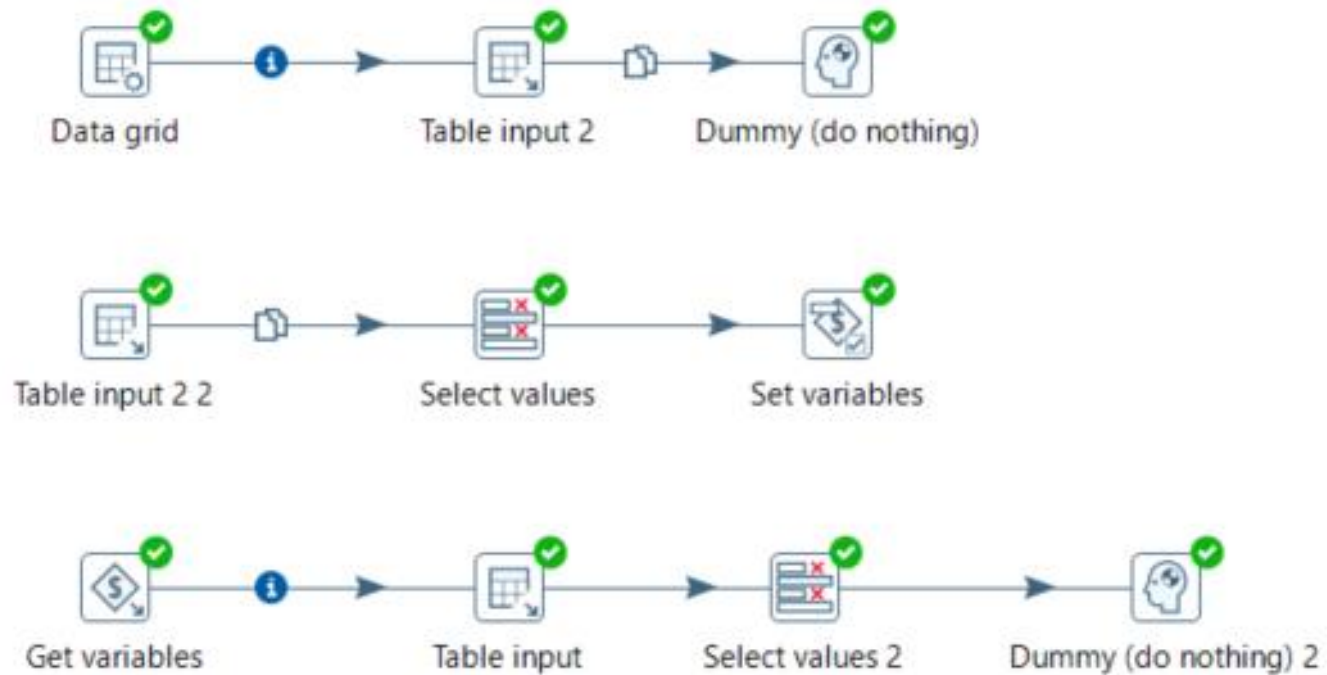 Data grid
Table input 2
Dummy (do nothing)
Table input 2 2
Select values
Set variables
Get variables
Table input
Select values 2
Dummy (do nothing) 2